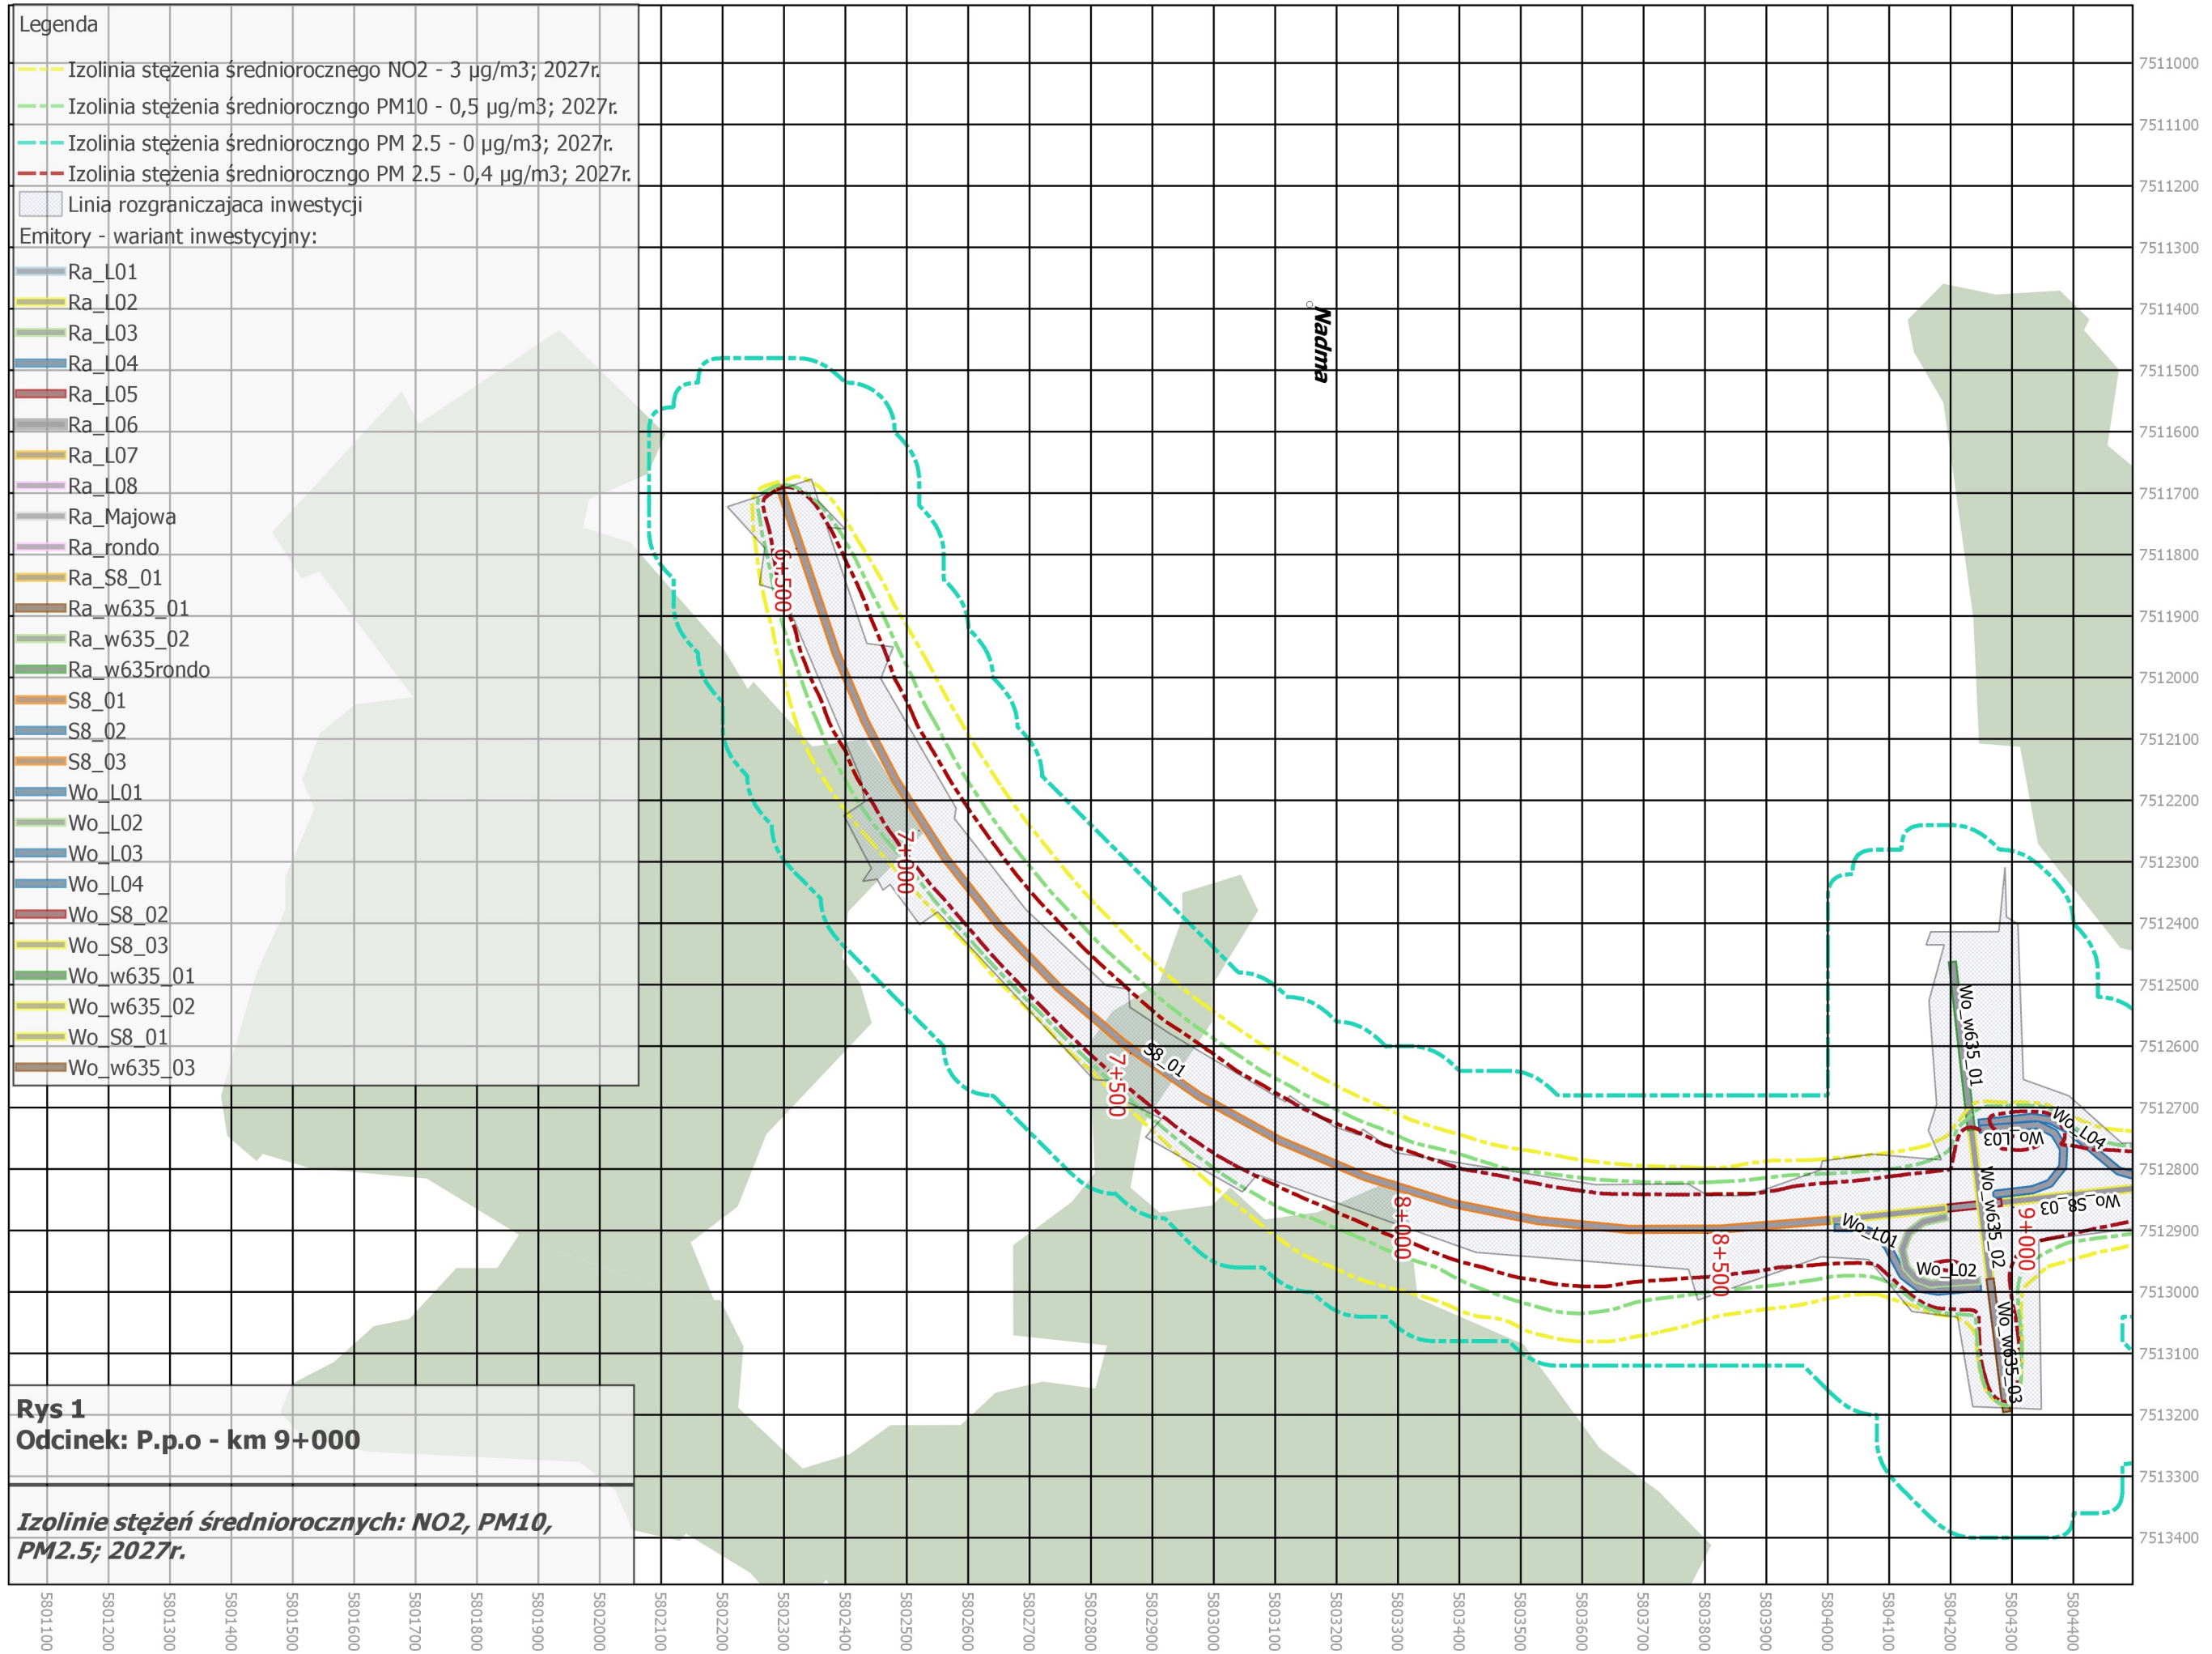 Legenda
Izolinia stężenia średniorocznego NO2 - 3 µg/m3; 2027r.
Izolinia stężenia średniorocz­ngo PM10 - 0,5 µg/m3; 2027r.
Izolinia stężenia średniorocz­ngo PM 2.5 - 0 µg/m3; 2027r.
Izolinia stężenia średniorocz­ngo PM 2.5 - 0,4 µg/m3; 2027r.
Linia rozgraniczajaca inwestycji
Emitory - wariant inwestycyjny:
Ra_L01
Ra_L02
Ra_L03
Ra_L04
Ra_L05
Ra_L06
Ra_L07
Ra_L08
Ra_Majowa
Ra_rondo
Ra_S8_01
Ra_w635_01
Ra_w635_02
Ra_w635rondo
S8_01
S8_02
S8_03
Wo_L01
Wo_L02
Wo_L03
Wo_L04
Wo_S8_02
Wo_S8_03
Wo_w635_01
Wo_w635_02
Wo_S8_01
Wo_w635_03
Rys 1
Odcinek: P.p.o - km 9+000
Izolinie stężeń średniorocznych: NO2, PM10,
PM2.5; 2027r.
Nadma
6+500
7+000
7+500
S8_01
8+000
8+500
9+000
Wo_w635_01
Wo_L03
Wo_L04
Wo_S8_03
Wo_w635_02
Wo_L01
Wo_L02
Wo_w635_03
7511000
7511100
7511200
7511300
7511400
7511500
7511600
7511700
7511800
7511900
7512000
7512100
7512200
7512300
7512400
7512500
7512600
7512700
7512800
7512900
7513000
7513100
7513200
7513300
7513400
5801100
5801200
5801300
5801400
5801500
5801600
5801700
5801800
5801900
5802000
5802100
5802200
5802300
5802400
5802500
5802600
5802700
5802800
5802900
5803000
5803100
5803200
5803300
5803400
5803500
5803600
5803700
5803800
5803900
5804000
5804100
5804200
5804300
5804400